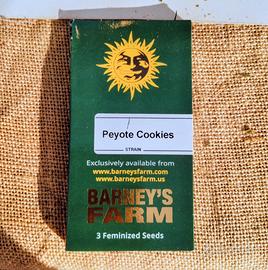 Peyote Cookies
STRAIN
Exclusively available from
www.barneysfarm.com
www.barneysfarm.us
BARNEY'S
FARM
3 Feminized Seeds